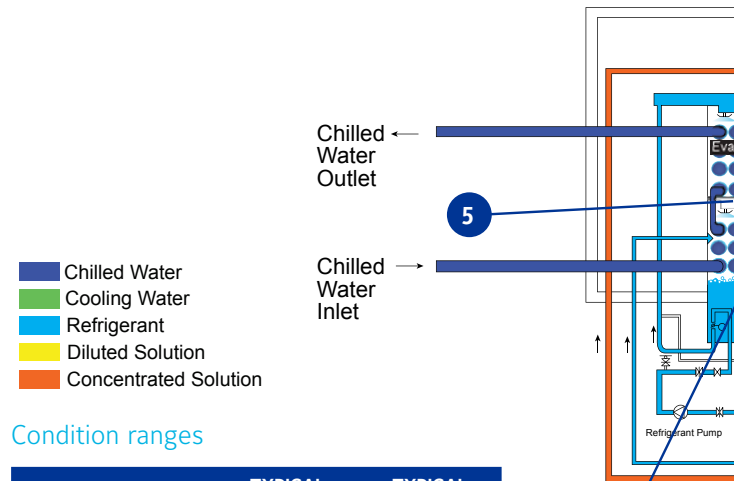 Chilled
Water
Outlet
5
Chilled
Water
Inlet
Chilled Water
Cooling Water
Refrigerant
Diluted Solution
Concentrated Solution
Refrigerant Pump
Condition ranges